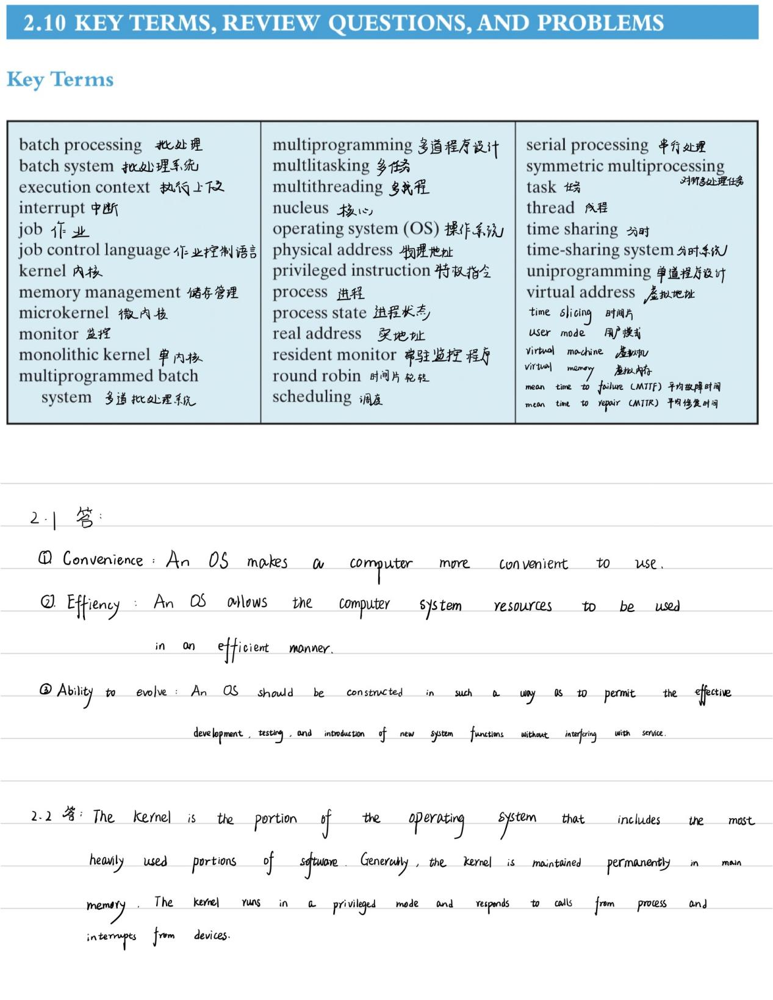 2.10 KEY TERMS, REVIEW QUESTIONS, AND PROBLEMS
Key Terms
batch processing 批处理
batch system 批处理系统
execution context 执行上下文
interrupt 中断
job 作业
job control language 作业控制语言
kernel 内核
memory management 储存管理
microkernel 微内核
monitor 监控
monolithic kernel 单内核
multiprogrammed batch
system 多道批处理系统
multiprogramming 多道程序设计
multlitasking 多任务
multithreading 多线程
nucleus 核心
operating system (OS) 操作系统
physical address 物理地址
privileged instruction 特权指令
process 进程
process state 进程状态
real address 实地址
resident monitor 常驻监控程序
round robin 时间片轮转
scheduling 调度
serial processing 串行处理
symmetric multiprocessing
对称多处理任务
task 任务
thread 线程
time sharing 分时
time-sharing system 分时系统
uniprogramming 单道程序设计
virtual address 虚拟地址
time slicing 时间片
user mode 用户模式
virtual machine 虚拟机
virtual memory 虚拟内存
mean time to failure (MTTF) 平均故障时间
mean time to repair (MTTR) 平均修复时间
2.1 答:
①. Convenience: An OS makes a computer more convenient to use.
②. Effiency: An OS allows the computer system resources to be used
in an efficient manner.
③ Ability to evolve: An OS should be constructed in such a way as to permit the effective
development, testing, and introduction of new system functions without interfering with service.
2.2 答: The kernel is the portion of the operating system that includes the most
heavily used portions of software. Generally, the kernel is maintained permanently in main
memory. The kernel runs in a privileged mode and responds to calls from process and
interrupts from devices.